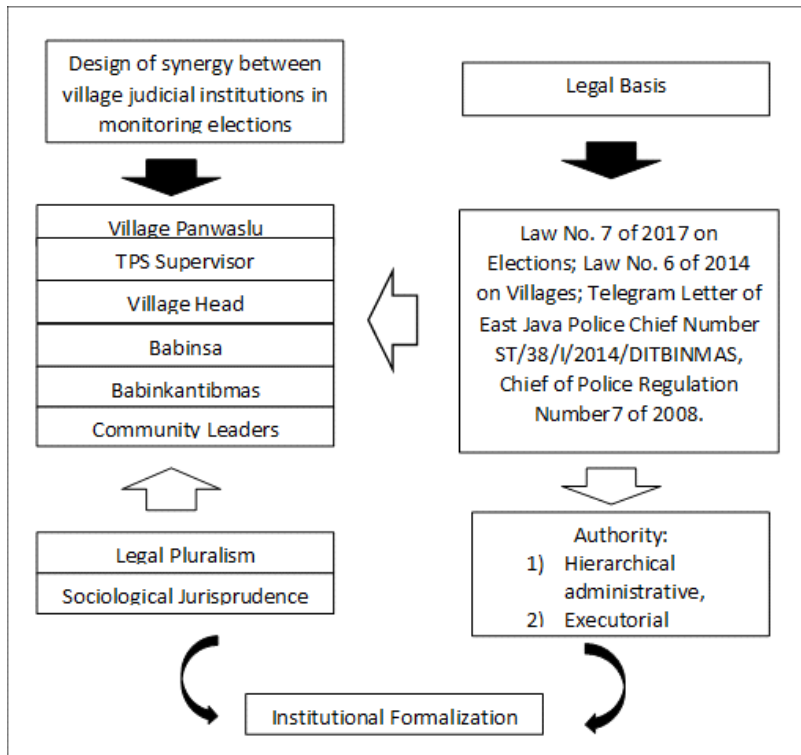 Design of synergy between
village judicial institutions in
monitoring elections
Village Panwaslu
TPS Supervisor
Village Head
Babinsa
Babinkantibmas
Community Leaders
Legal Pluralism
Sociological Jurisprudence
Legal Basis
Law No. 7 of 2017 on
Elections; Law No. 6 of 2014
on Villages; Telegram Letter of
East Java Police Chief Number
ST/38/I/2014/DITBINMAS,
Chief of Police Regulation
Number7 of 2008.
Authority:
1) Hierarchical
administrative,
2) Executorial
Institutional Formalization